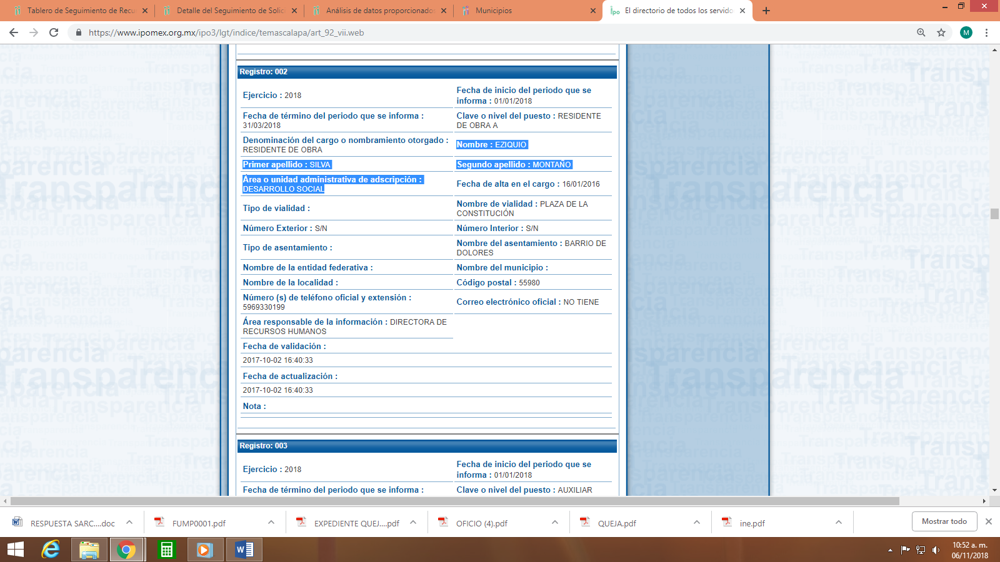 Tablero de Seguimiento de Recu
Detalle del Seguimiento de Solic
Análisis de datos proporcionados
Municipios
El directorio de todos los servido
https://www.ipomex.org.mx/ipo3/lgt/indice/temascalapa/art_92_vii.web
M
Registro: 002
Ejercicio : 2018
Fecha de inicio del periodo que se
informa : 01/01/2018
Fecha de término del periodo que se informa :
31/03/2018
Clave o nivel del puesto : RESIDENTE
DE OBRA A
Denominación del cargo o nombramiento otorgado :
RESIDENTE DE OBRA
Nombre : EZIQUIO
Primer apellido : SILVA
Segundo apellido : MONTAÑO
Área o unidad administrativa de adscripción :
DESARROLLO SOCIAL
Fecha de alta en el cargo : 16/01/2016
Tipo de vialidad :
Nombre de vialidad : PLAZA DE LA
CONSTITUCIÓN
Número Exterior : S/N
Número Interior : S/N
Tipo de asentamiento :
Nombre del asentamiento : BARRIO DE
DOLORES
Nombre de la entidad federativa :
Nombre del municipio :
Nombre de la localidad :
Código postal : 55980
Número (s) de teléfono oficial y extensión :
5969330199
Correo electrónico oficial : NO TIENE
Área responsable de la información : DIRECTORA DE
RECURSOS HUMANOS
Fecha de validación :
2017-10-02 16:40:33
Fecha de actualización :
2017-10-02 16:40:33
Nota :
Registro: 003
Ejercicio : 2018
Fecha de inicio del periodo que se
informa : 01/01/2018
Fecha de término del periodo que se informa :
Clave o nivel del puesto : AUXILIAR
RESPUESTA SARC....doc
FUMP0001.pdf
EXPEDIENTE QUEJ....pdf
OFICIO (4).pdf
QUEJA.pdf
ine.pdf
Mostrar todo
10:52 a. m.
06/11/2018